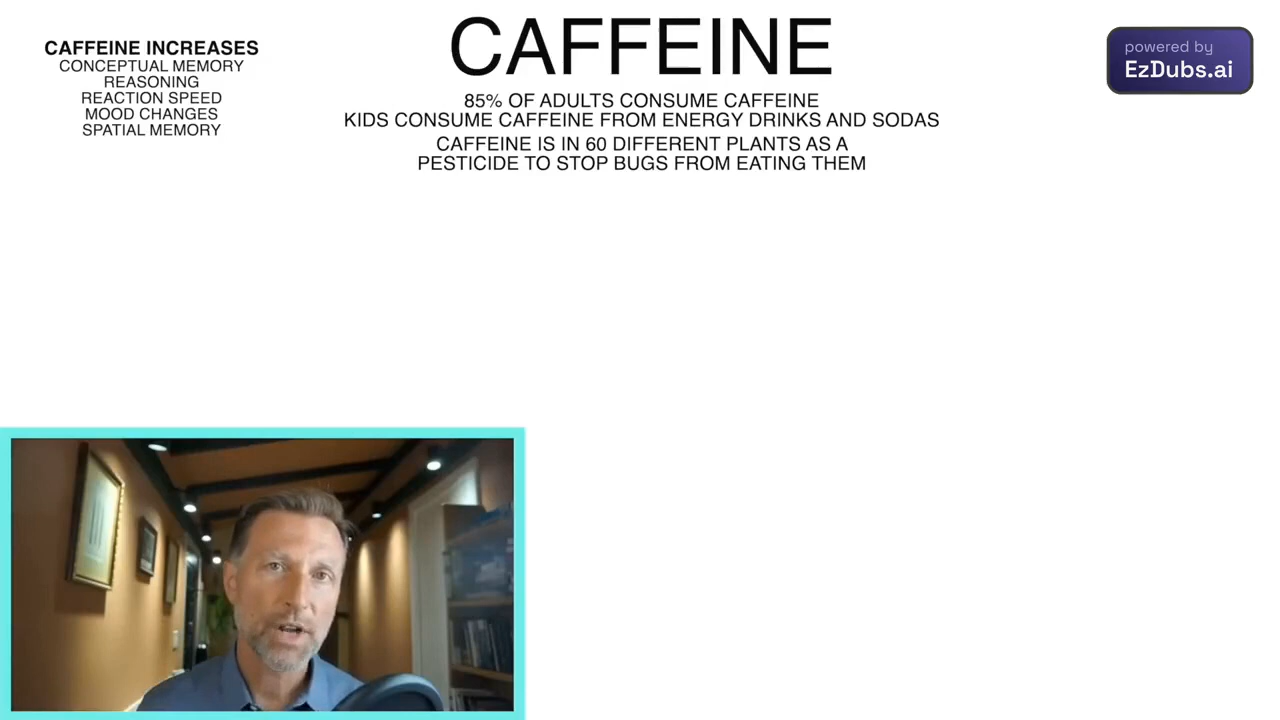 CAFFEINE INCREASES
CONCEPTUAL MEMORY
REASONING
REACTION SPEED
MOOD CHANGES
SPATIAL MEMORY
CAFFEINE
85% OF ADULTS CONSUME CAFFEINE
KIDS CONSUME CAFFEINE FROM ENERGY DRINKS AND SODAS
CAFFEINE IS IN 60 DIFFERENT PLANTS AS A
PESTICIDE TO STOP BUGS FROM EATING THEM
powered by
EzDubs.ai